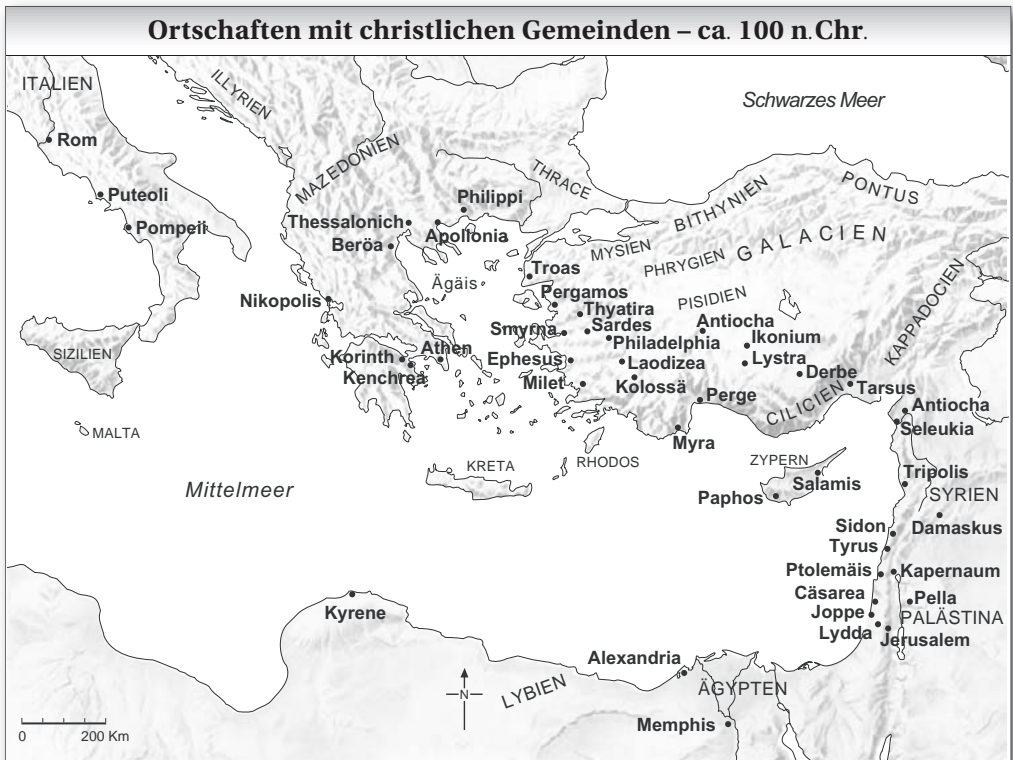 Ortschaften mit christlichen Gemeinden – ca. 100 n.Chr.
ITALIEN
ILLYRIEN
Schwarzes Meer
Rom
MAZEDONIEN
THRACE
PONTUS
Puteoli
Philippi
BITHYNIEN
Pompeji
Thessalonich
Apollonia
GALACIEN
Beröa
MYSIEN
PHRYGIEN
Troas
Ägäis
KAPPADOCIEN
Nikopolis
Pergamos
PISIDIEN
Thyatira
Smyrna
Sardes
Antiocha
Philadelphia
Ikonium
SIZILIEN
Korinth
Athen
Ephesus
Laodizea
Lystra
Kenchreä
Milet
Kolossä
Derbe
Tarsus
Perge
CILICIEN
Antiocha
MALTA
Myra
Seleukia
KRETA
RHODOS
ZYPERN
Tripolis
Mittelmeer
Salamis
Paphos
SYRIEN
Sidon
Damaskus
Tyrus
Ptolemäis
Kapernaum
Cäsarea
Pella
Kyrene
Joppe
PALÄSTINA
Lydda
Jerusalem
Alexandria
N
LYBIEN
ÄGYPTEN
Memphis
0 200 Km